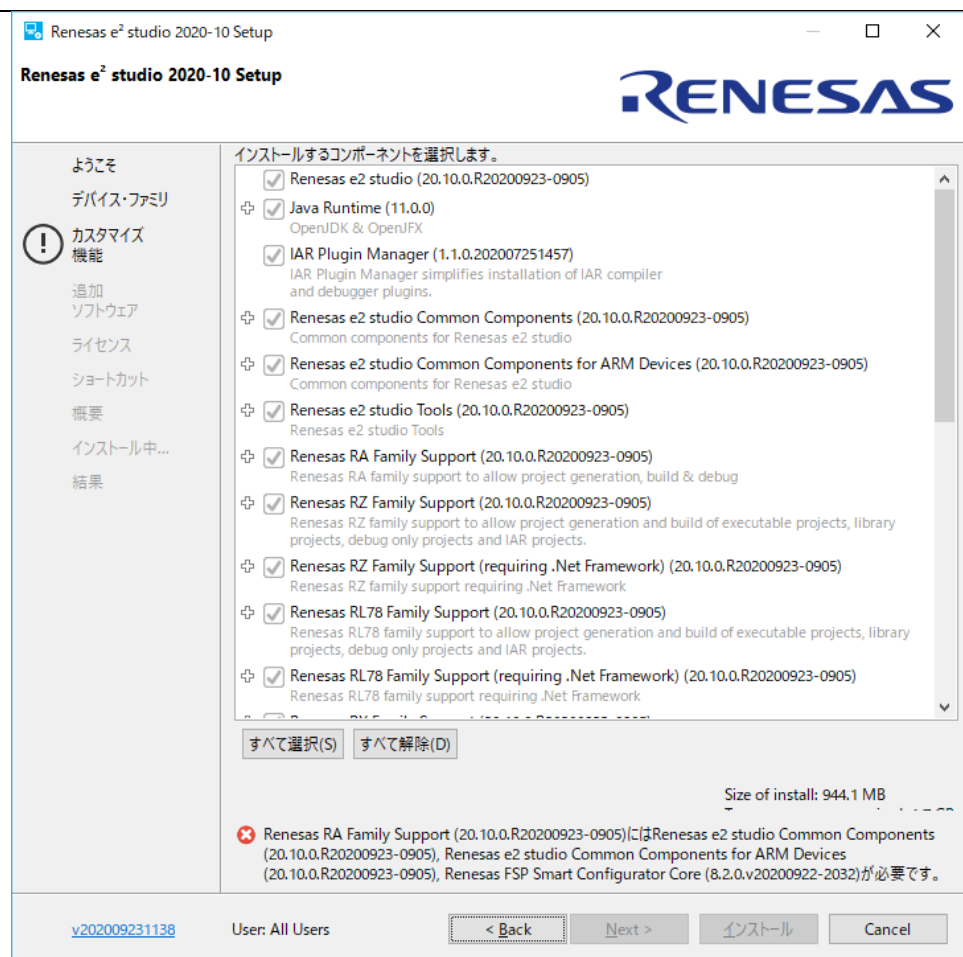 Renesas e² studio 2020-10 Setup
Renesas e² studio 2020-10 Setup
RENESAS
ようこそ
デバイス・ファミリ
カスタマイズ
機能
追加
ソフトウェア
ライセンス
ショートカット
概要
インストール中...
結果
インストールするコンポーネントを選択します。
Renesas e2 studio (20.10.0.R20200923-0905)
Java Runtime (11.0.0)
OpenJDK & OpenJFX
IAR Plugin Manager (1.1.0.202007251457)
IAR Plugin Manager simplifies installation of IAR compiler
and debugger plugins.
Renesas e2 studio Common Components (20.10.0.R20200923-0905)
Common components for Renesas e2 studio
Renesas e2 studio Common Components for ARM Devices (20.10.0.R20200923-0905)
Common components for Renesas e2 studio
Renesas e2 studio Tools (20.10.0.R20200923-0905)
Renesas e2 studio Tools
Renesas RA Family Support (20.10.0.R20200923-0905)
Renesas RA family support to allow project generation, build & debug
Renesas RZ Family Support (20.10.0.R20200923-0905)
Renesas RZ family support to allow project generation and build of executable projects, library
projects, debug only projects and IAR projects.
Renesas RZ Family Support (requiring .Net Framework) (20.10.0.R20200923-0905)
Renesas RZ family support requiring .Net Framework
Renesas RL78 Family Support (20.10.0.R20200923-0905)
Renesas RL78 family support to allow project generation and build of executable projects, library
projects, debug only projects and IAR projects.
Renesas RL78 Family Support (requiring .Net Framework) (20.10.0.R20200923-0905)
Renesas RL78 family support requiring .Net Framework
すべて選択(S) すべて解除(D)
Size of install: 944.1 MB
Renesas RA Family Support (20.10.0.R20200923-0905)にはRenesas e2 studio Common Components
(20.10.0.R20200923-0905), Renesas e2 studio Common Components for ARM Devices
(20.10.0.R20200923-0905), Renesas FSP Smart Configurator Core (8.2.0.v20200922-2032)が必要です。
v202009231138 User: All Users < Back Next > インストール Cancel